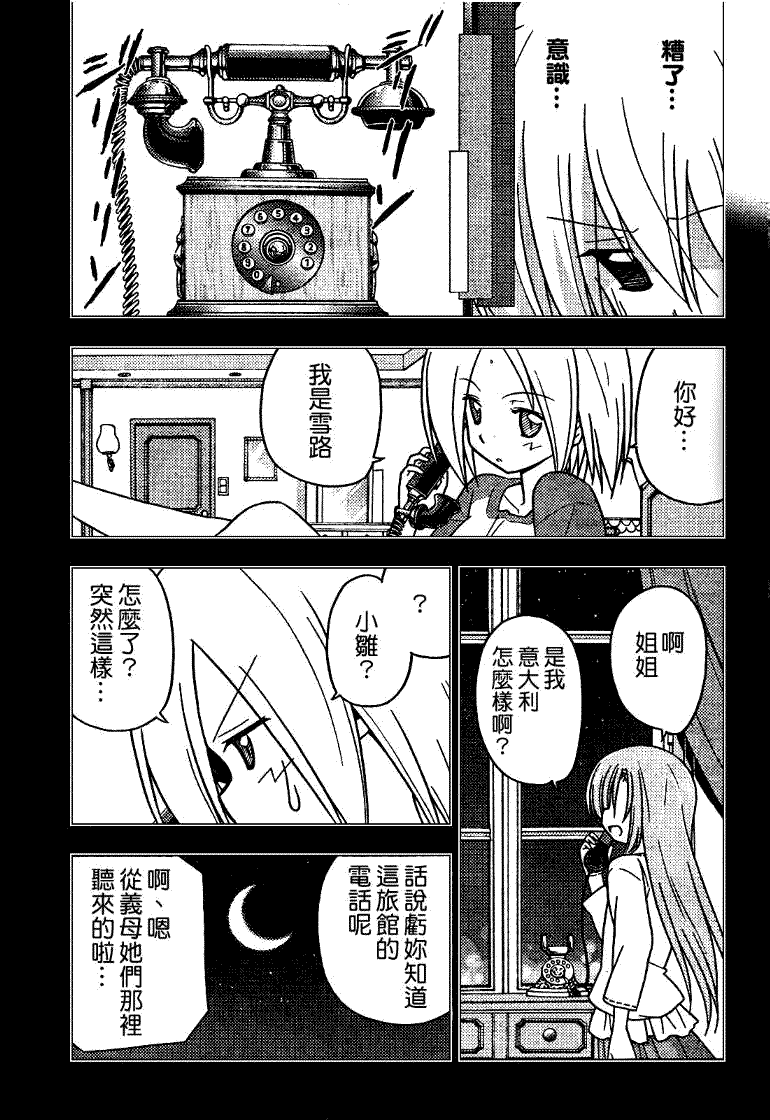 糟了…
意識…
你好…
我是雪路
啊
姐姐
是我
意大利
怎麼樣啊？
？
小雛？
怎麼了？
突然這樣…
話說虧妳知道
這旅館的
電話呢
啊、嗯
從義母她們那裡
聽來的啦…